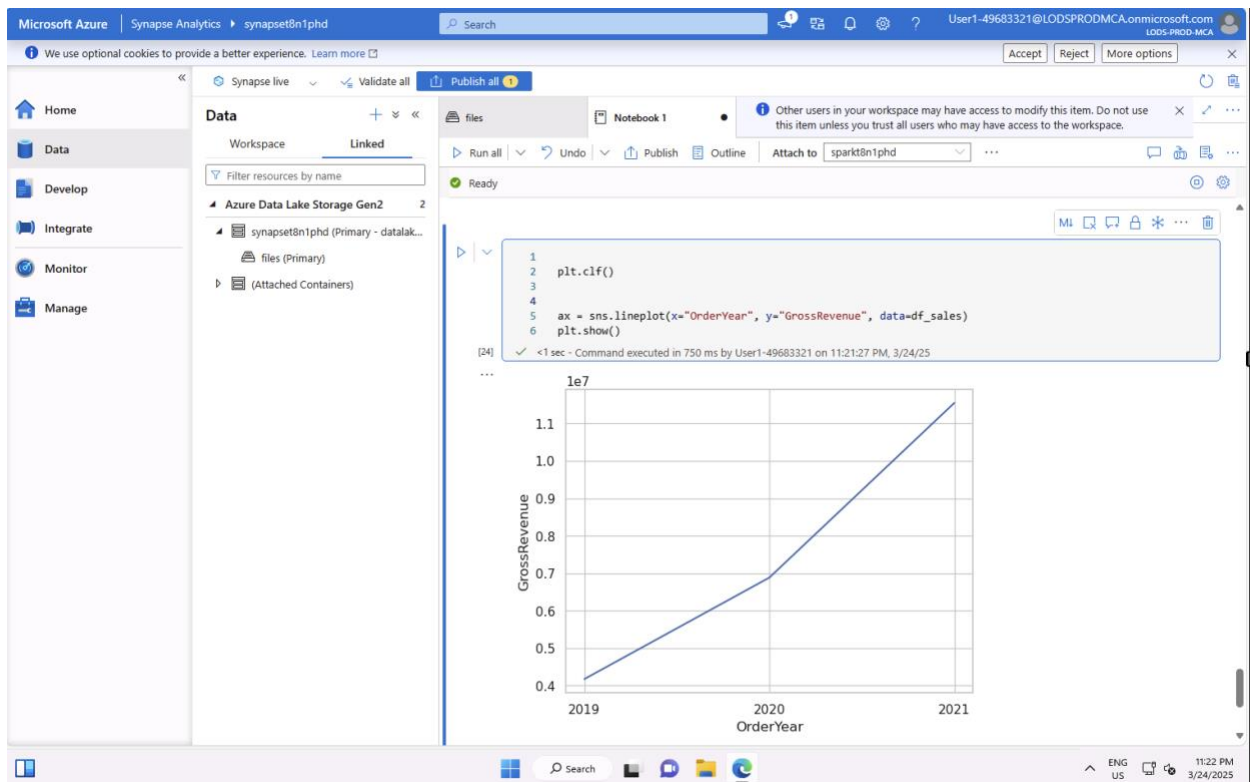 Microsoft Azure Synapse Analytics synapset8n1phd Search 1 ? User1-49683321@LODSPRODMCA.onmicrosoft.com
LODS-PROD-MCA
We use optional cookies to provide a better experience. Learn more Accept Reject More options
Synapse live Validate all Publish all 1
Home
Data
Develop
Integrate
Monitor
Manage
Data
Workspace Linked
Filter resources by name
Azure Data Lake Storage Gen2 2
synapset8n1phd (Primary - datalak...
files (Primary)
(Attached Containers)
files Notebook 1
Other users in your workspace may have access to modify this item. Do not use
this item unless you trust all users who may have access to the workspace.
Run all Undo Publish Outline Attach to sparkt8n1phd
Ready
M↓
1
2 plt.clf()
3
4
5 ax = sns.lineplot(x="OrderYear", y="GrossRevenue", data=df_sales)
6 plt.show()
[24] <1 sec - Command executed in 750 ms by User1-49683321 on 11:21:27 PM, 3/24/25
1e7
1.1
1.0
0.9
0.8
0.7
0.6
0.5
0.4
GrossRevenue
2019 2020 2021
OrderYear
Search
ENG
US
11:22 PM
3/24/2025